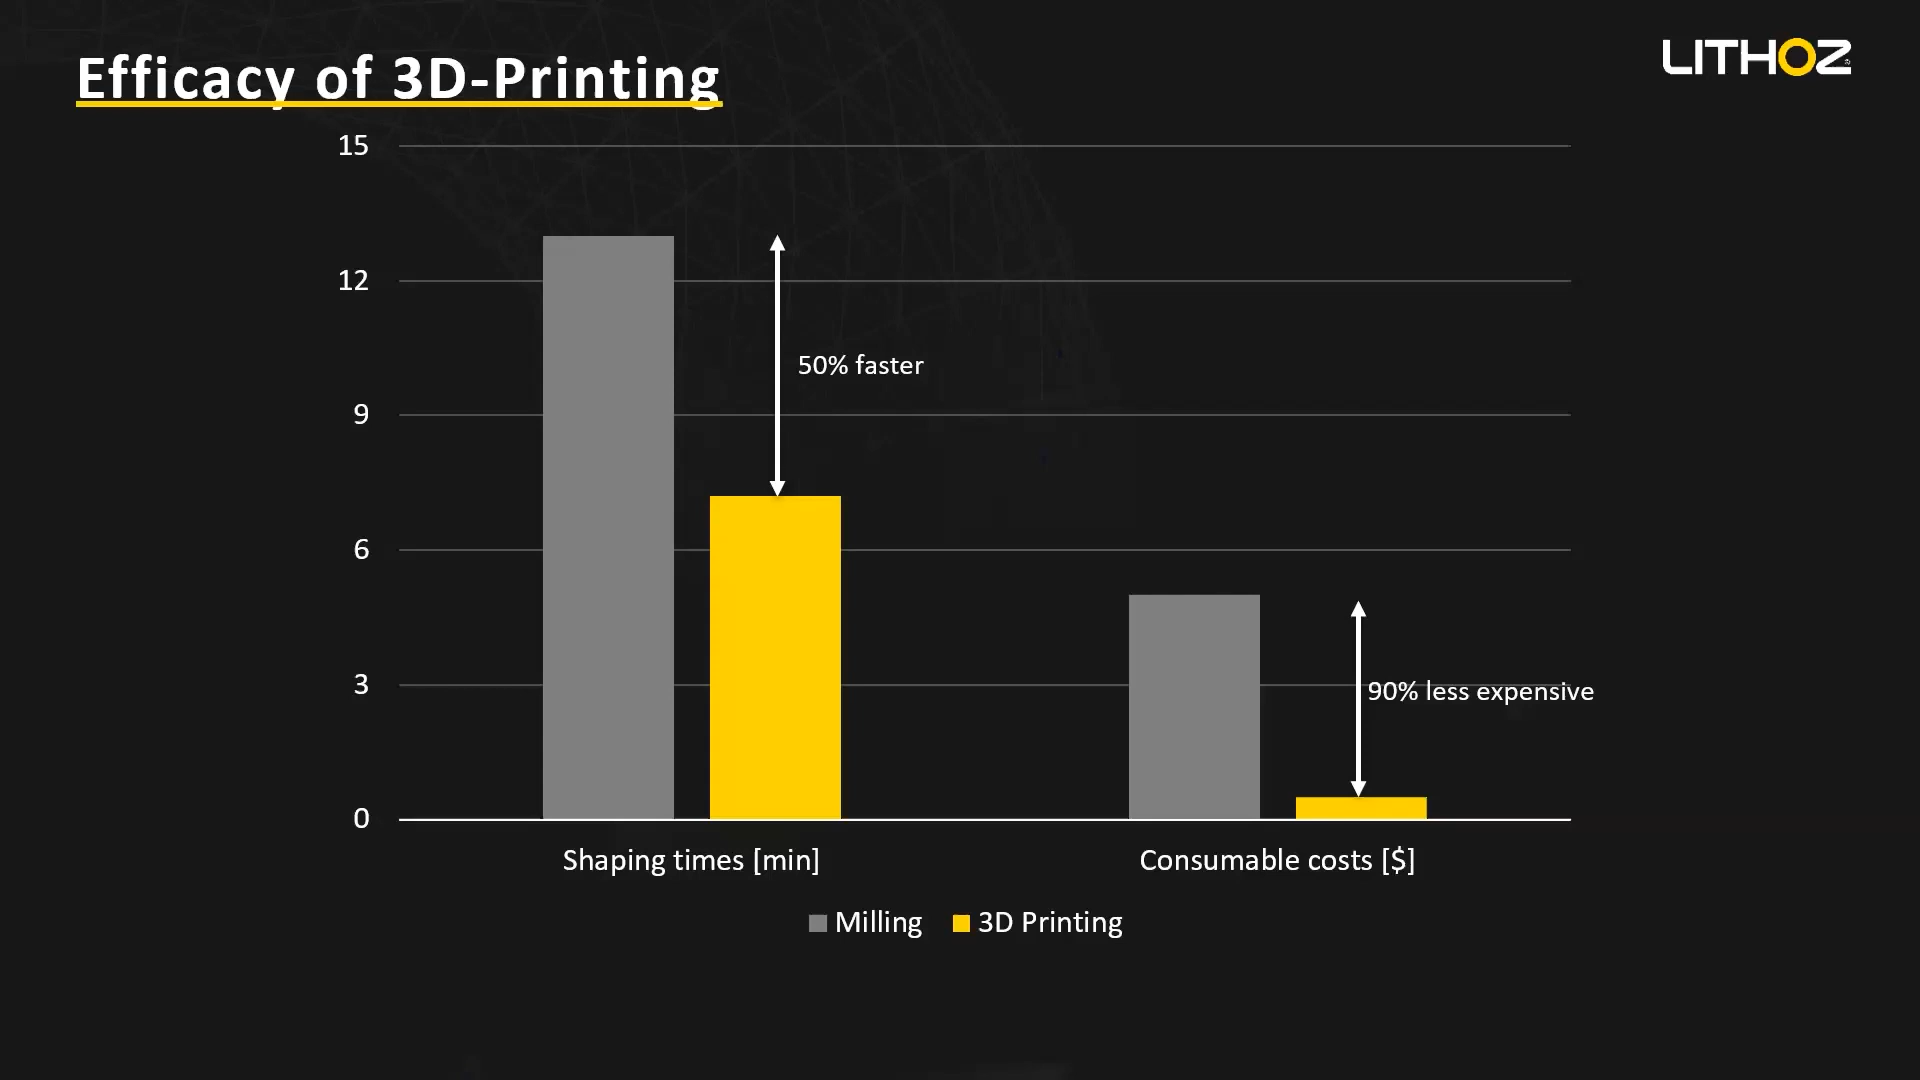 Efficacy of 3D-Printing
LITHOZ
15
12
50% faster
9
6
3
90% less expensive
0
Shaping times [min]
Consumable costs [$]
Milling
3D Printing